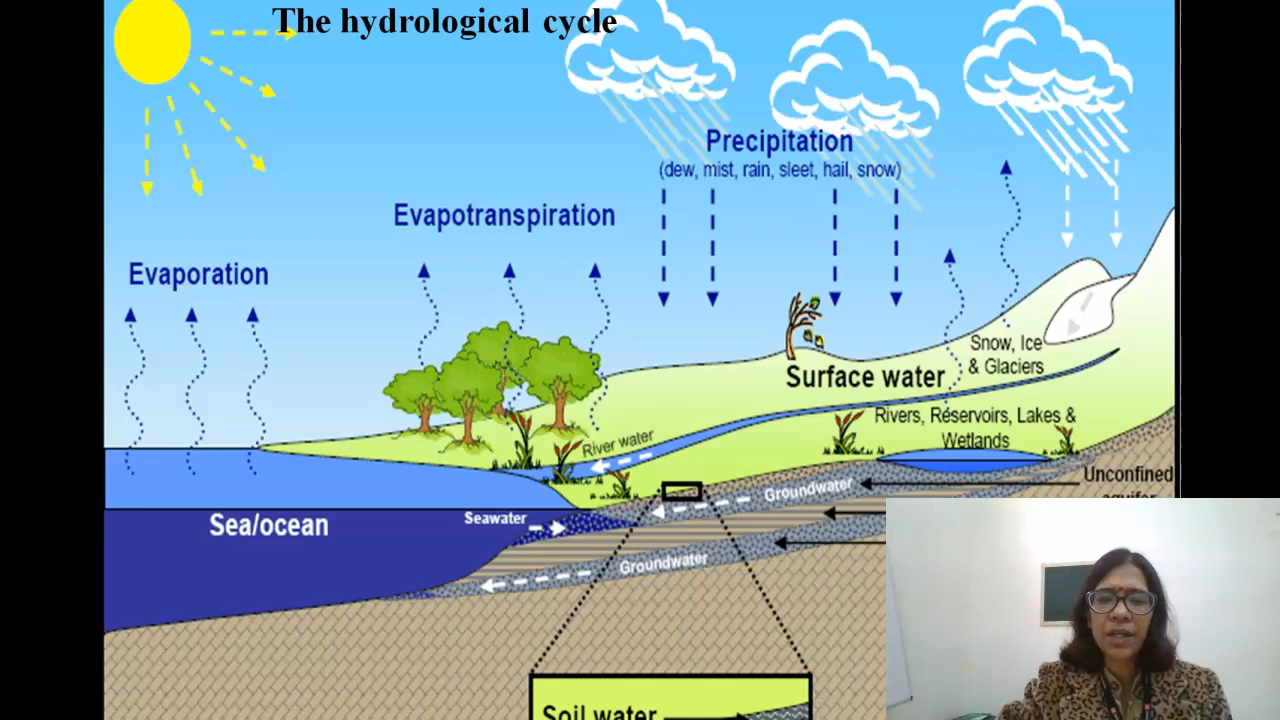 The hydrological cycle
Precipitation
(dew, mist, rain, sleet, hail, snow)
Evapotranspiration
Evaporation
Snow, Ice
& Glaciers
Surface water
Rivers, Reservoirs, Lakes &
Wetlands
River water
Unconfined
aquifer
Groundwater
Seawater
Sea/ocean
Groundwater
Soil water